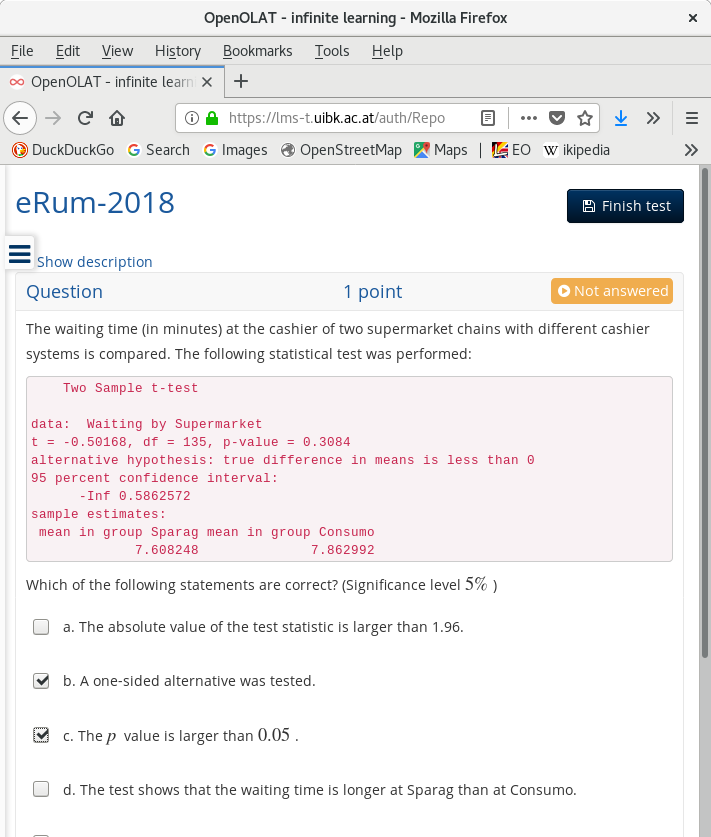 OpenOLAT - infinite learning - Mozilla Firefox
File Edit View History Bookmarks Tools Help
OpenOLAT - infinite learn
https://lms-t.uibk.ac.at/auth/Repo
DuckDuckGo Search Images OpenStreetMap Maps | EO Wikipedia
eRum-2018
Finish test
Show description
Question 1 point Not answered
The waiting time (in minutes) at the cashier of two supermarket chains with different cashier
systems is compared. The following statistical test was performed:
Two Sample t-test
data:  Waiting by Supermarket
t = -0.50168, df = 135, p-value = 0.3084
alternative hypothesis: true difference in means is less than 0
95 percent confidence interval:
-Inf 0.5862572
sample estimates:
mean in group Sparag mean in group Consumo
7.608248 7.862992
Which of the following statements are correct? (Significance level 5% )
a. The absolute value of the test statistic is larger than 1.96.
b. A one-sided alternative was tested.
c. The p value is larger than 0.05 .
d. The test shows that the waiting time is longer at Sparag than at Consumo.